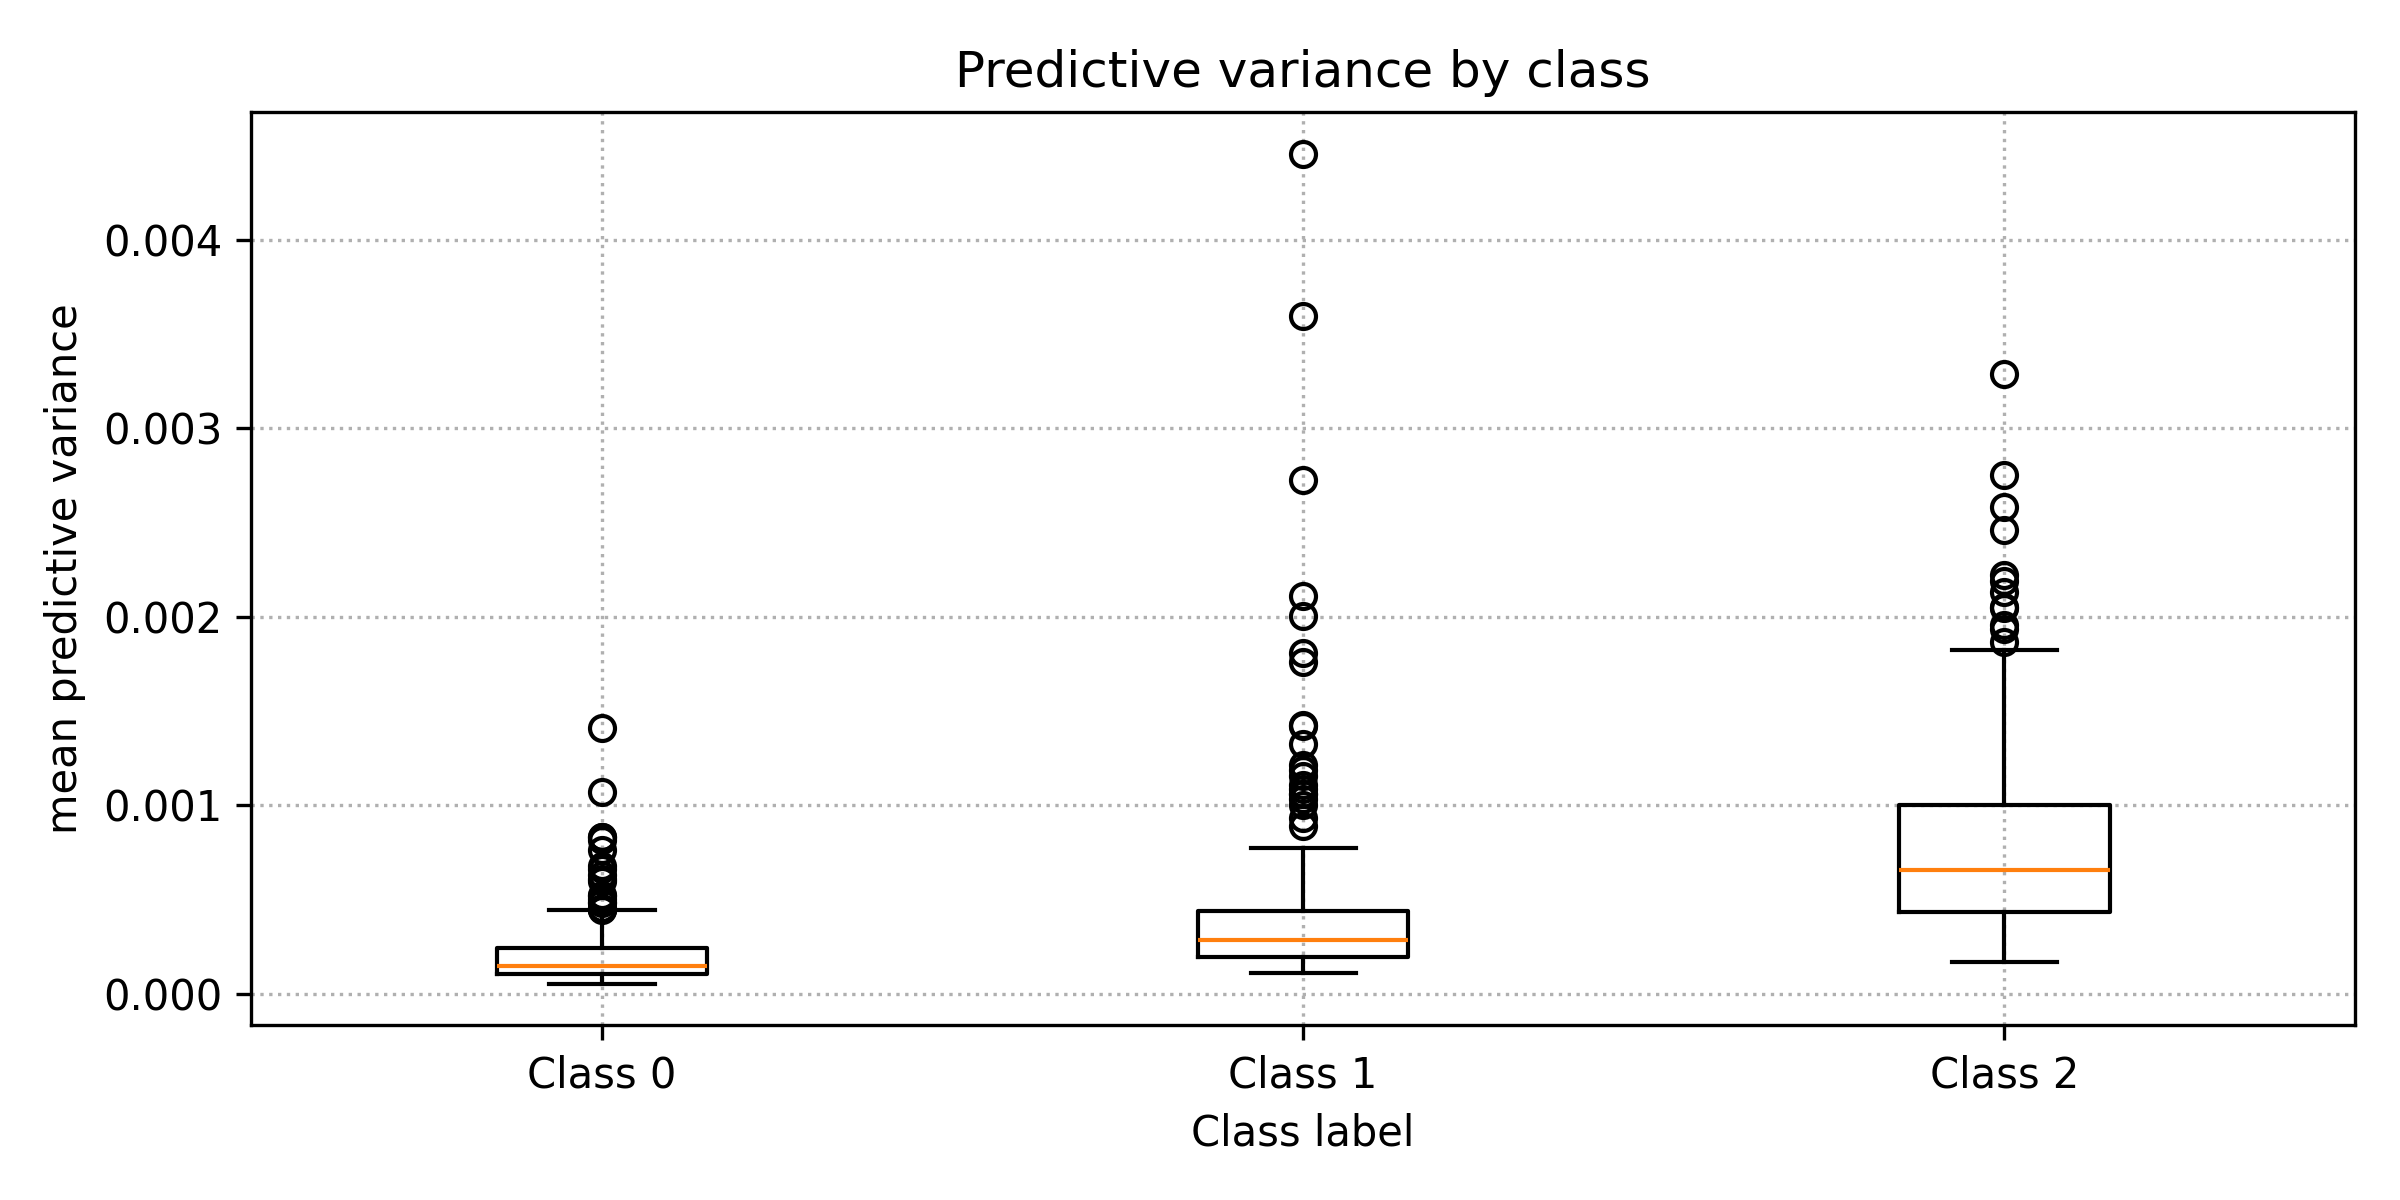 Predictive variance by class
mean predictive variance
0.004
0.003
0.002
0.001
0.000
Class 0
Class 1
Class 2
Class label